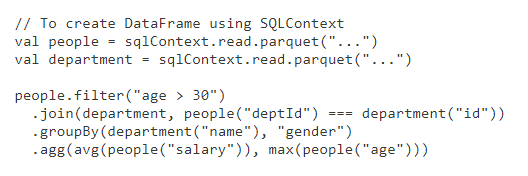 // To create DataFrame using SQLContext
val people = sqlContext.read.parquet("...")
val department = sqlContext.read.parquet("...")

people.filter("age > 30")
  .join(department, people("deptId") === department("id"))
  .groupBy(department("name"), "gender")
  .agg(avg(people("salary")), max(people("age")))